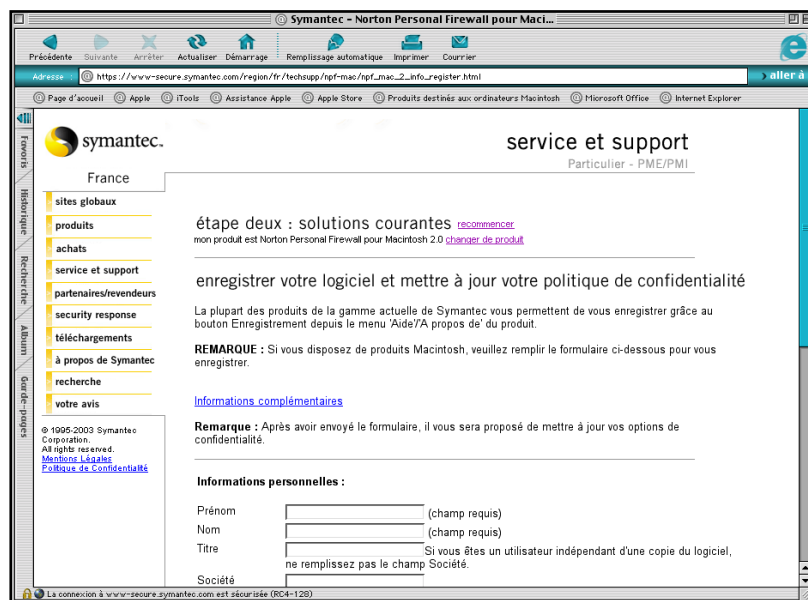 Symantec - Norton Personal Firewall pour Maci...
Précédente Suivante Arrêter Actualiser Démarrage Remplissage automatique Imprimer Courrier
Adresse : https://www-secure.symantec.com/region/fr/techsupp/npf-mac/npf_mac_2_info_register.html aller à
Page d'accueil Apple iTools Assistance Apple Apple Store Produits destinés aux ordinateurs Macintosh Microsoft Office Internet Explorer
Favoris
Historique
Recherche
Album
Garde-pages
symantec™
service et support
Particulier - PME/PMI
France
sites globaux
produits
achats
service et support
partenaires/revendeurs
security response
téléchargements
à propos de Symantec
recherche
votre avis
© 1995-2003 Symantec
Corporation.
All rights reserved.
Mentions Légales
Politique de Confidentialité
étape deux : solutions courantes recommencer
mon produit est Norton Personal Firewall pour Macintosh 2.0 changer de produit
enregistrer votre logiciel et mettre à jour votre politique de confidentialité
La plupart des produits de la gamme actuelle de Symantec vous permettent de vous enregistrer grâce au
bouton Enregistrement depuis le menu 'Aide'/'A propos de' du produit.
REMARQUE : Si vous disposez de produits Macintosh, veuillez remplir le formulaire ci-dessous pour vous
enregistrer.
Informations complémentaires
Remarque : Après avoir envoyé le formulaire, il vous sera proposé de mettre à jour vos options de
confidentialité.
Informations personnelles :
Prénom (champ requis)
Nom (champ requis)
Titre Si vous êtes un utilisateur indépendant d'une copie du logiciel,
ne remplissez pas le champ Société.
Société
La connexion à www-secure.symantec.com est sécurisée (RC4-128)